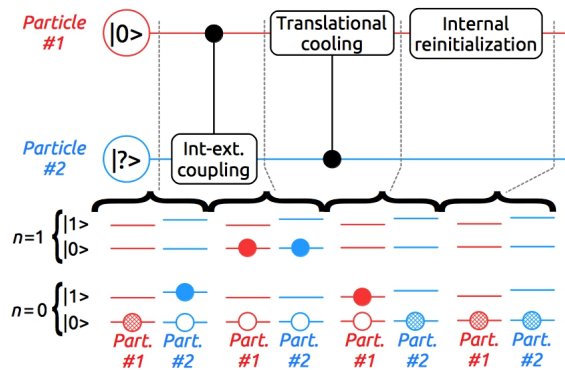 Particle #1
|0>
Translational cooling
Internal reinitialization
Particle #2
|?>
Int-ext. coupling
n=1
|1>
|0>
n=0
|1>
|0>
Part. #1
Part. #2
Part. #1
Part. #2
Part. #1
Part. #2
Part. #1
Part. #2